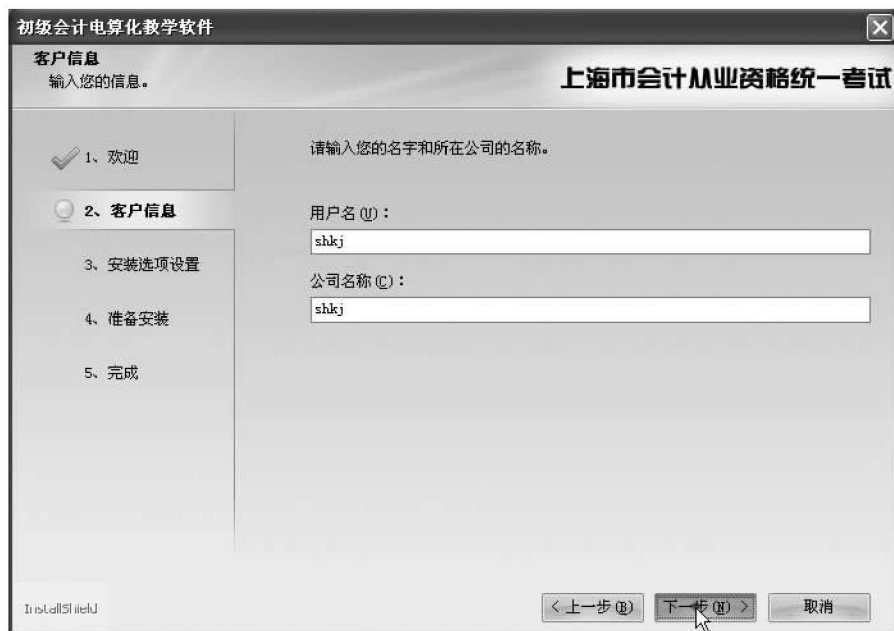 初级会计电算化教学软件
客户信息
输入您的信息。
上海市会计从业资格统一考试
1、欢迎
2、客户信息
3、安装选项设置
4、准备安装
5、完成
请输入您的名字和所在公司的名称。
用户名(U)：
shkj
公司名称(C)：
shkj
InstallShield
< 上一步(B)
下一步(N) >
取消